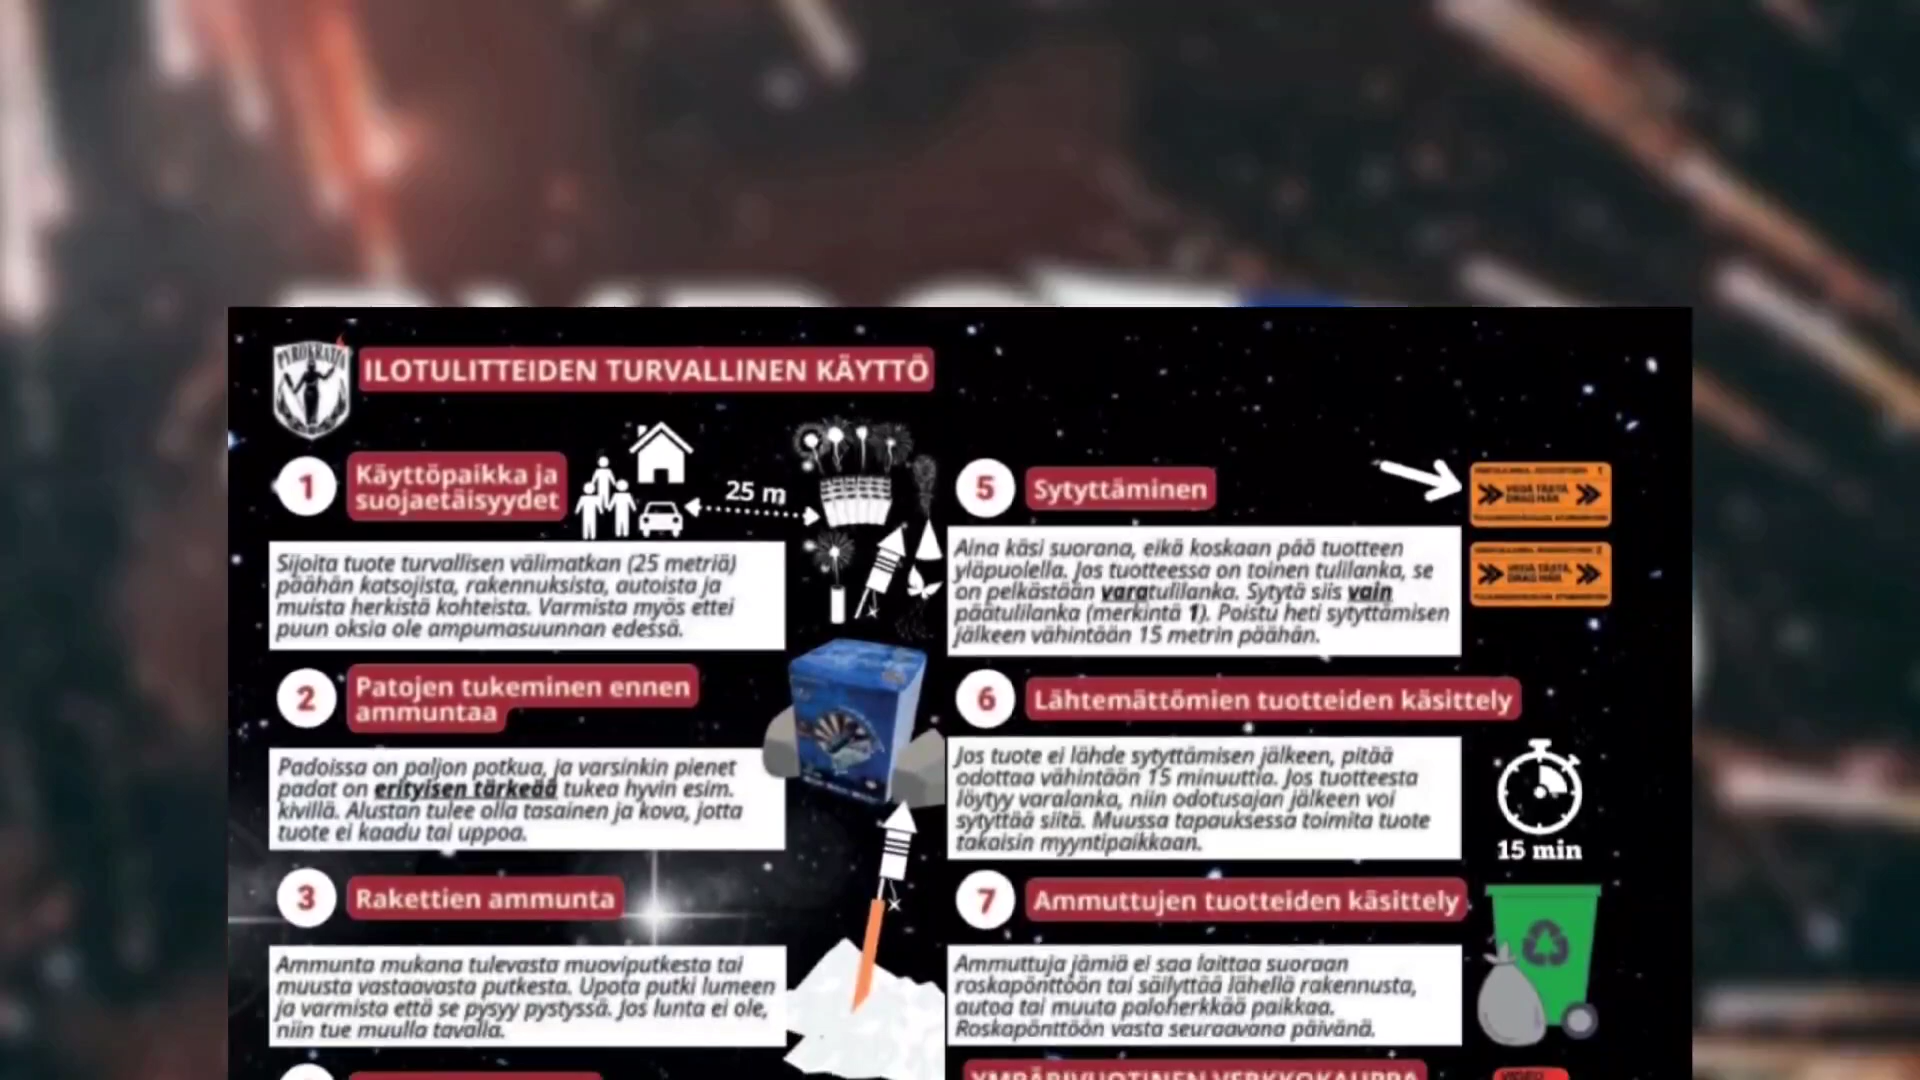 PYROKRATIA
ILOTULITTEIDEN TURVALLINEN KÄYTTÖ
1
Käyttöpaikka ja
suojaetäisyydet
25 m
Sijoita tuote turvallisen välimatkan (25 metriä)
päähän katsojista, rakennuksista, autoista ja
muista herkistä kohteista. Varmista myös ettei
puun oksia ole ampumasuunnan edessä.
2
Patojen tukeminen ennen
ammuntaa
Padoissa on paljon potkua, ja varsinkin pienet
padat on erityisen tärkeää tukea hyvin esim.
kivillä. Alustan tulee olla tasainen ja kova, jotta
tuote ei kaadu tai uppoa.
3
Rakettien ammunta
Ammunta mukana tulevasta muoviputkesta tai
muusta vastaavasta putkesta. Upota putki lumeen
ja varmista että se pysyy pystyssä. Jos lunta ei ole,
niin tue muulla tavalla.
5
Sytyttäminen
Aina käsi suorana, eikä koskaan pää tuotteen
yläpuolella. Jos tuotteessa on toinen tulilanka, se
on pelkästään varatulilanka. Sytytä siis vain
päätulilanka (merkintä 1). Poistu heti sytyttämisen
jälkeen vähintään 15 metrin päähän.
6
Lähtemättömien tuotteiden käsittely
Jos tuote ei lähde sytyttämisen jälkeen, pitää
odottaa vähintään 15 minuuttia. Jos tuotteesta
löytyy varalanka, niin odotusajan jälkeen voi
sytyttää siitä. Muussa tapauksessa toimita tuote
takaisin myyntipaikkaan.
15 min
7
Ammuttujen tuotteiden käsittely
Ammuttuja jämiä ei saa laittaa suoraan
roskapönttöön tai säilyttää lähellä rakennusta,
autoa tai muuta paloherkkää paikkaa.
Roskapönttöön vasta seuraavana päivänä.
YMPÄRIVUOTINEN VERKKOKAUPPA